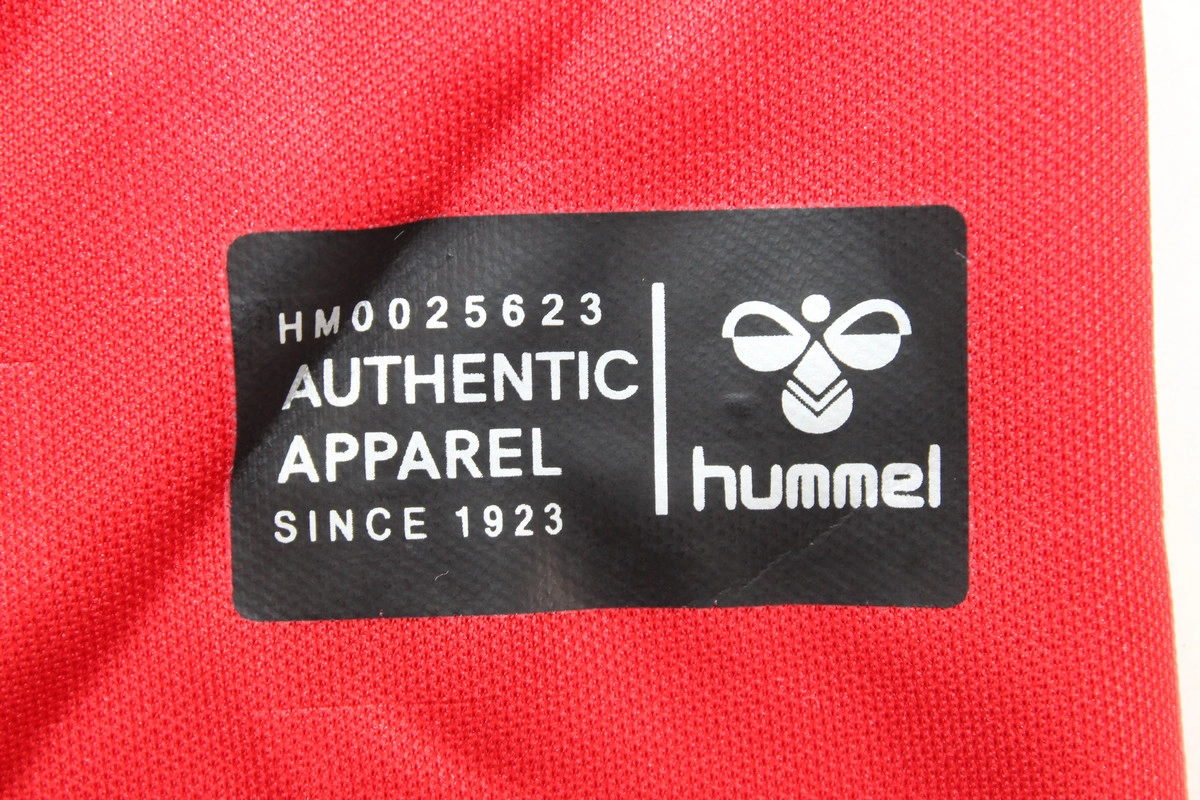 HM0025623
AUTHENTIC
APPAREL
SINCE 1923
hummel